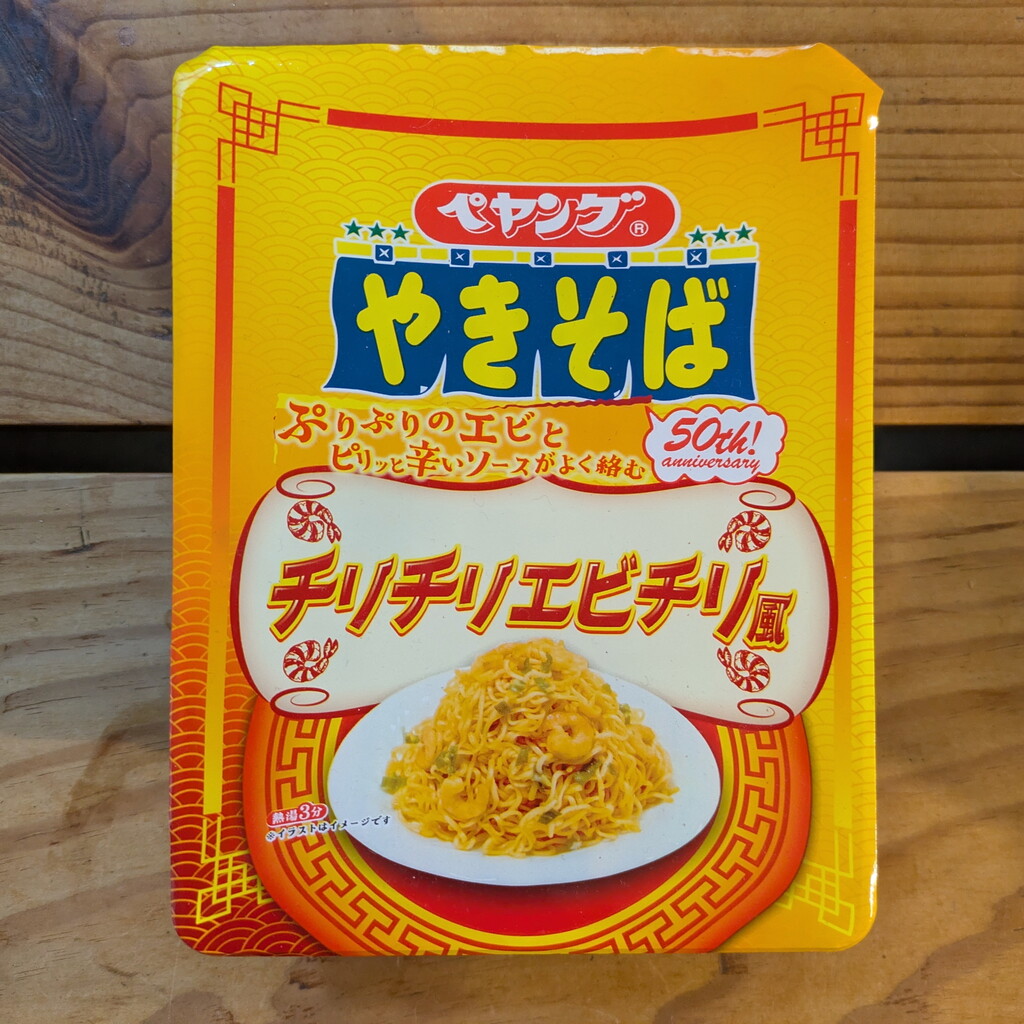 ペヤング®
やきそば
ぷりぷりのエビと
ピリッと辛いソースがよく絡む
50th!
anniversary
チリチリエビチリ風
熱湯3分
※イラストはイメージです